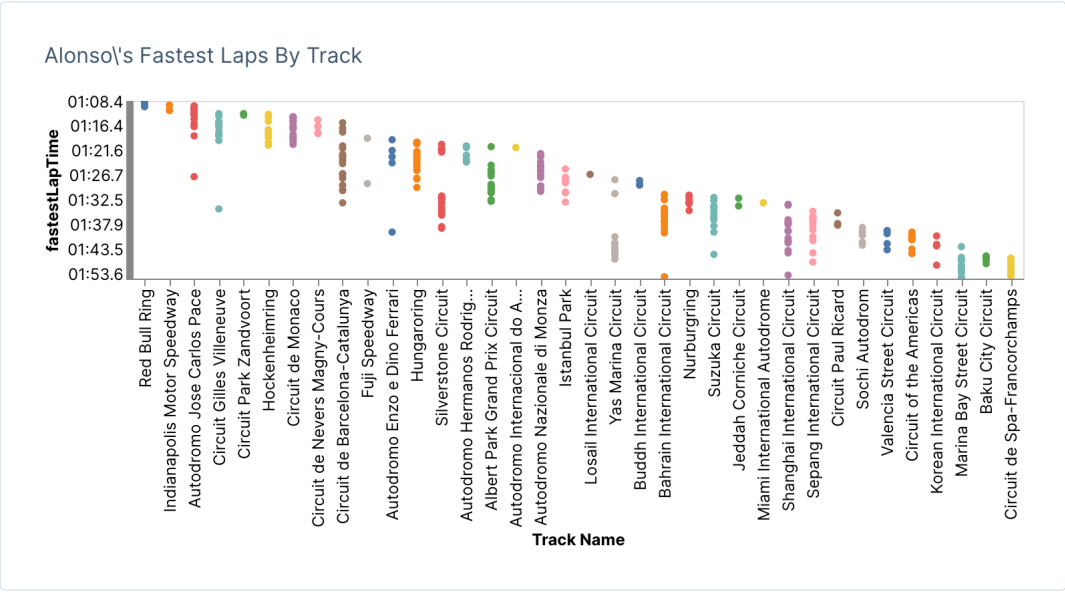 Alonso\'s Fastest Laps By Track
fastestLapTime
01:08.4
01:16.4
01:21.6
01:26.7
01:32.5
01:37.9
01:43.5
01:53.6
Red Bull Ring
Indianapolis Motor Speedway
Autodromo Jose Carlos Pace
Circuit Gilles Villeneuve
Circuit Park Zandvoort
Hockenheimring
Circuit de Monaco
Circuit de Nevers Magny-Cours
Circuit de Barcelona-Catalunya
Fuji Speedway
Autodromo Enzo e Dino Ferrari
Hungaroring
Silverstone Circuit
Autodromo Hermanos Rodrig...
Albert Park Grand Prix Circuit
Autodromo Internacional do A...
Autodromo Nazionale di Monza
Istanbul Park
Losail International Circuit
Yas Marina Circuit
Buddh International Circuit
Bahrain International Circuit
Nurburgring
Suzuka Circuit
Jeddah Corniche Circuit
Miami International Autodrome
Shanghai International Circuit
Sepang International Circuit
Circuit Paul Ricard
Sochi Autodrom
Valencia Street Circuit
Circuit of the Americas
Korean International Circuit
Marina Bay Street Circuit
Baku City Circuit
Circuit de Spa-Francorchamps
Track Name